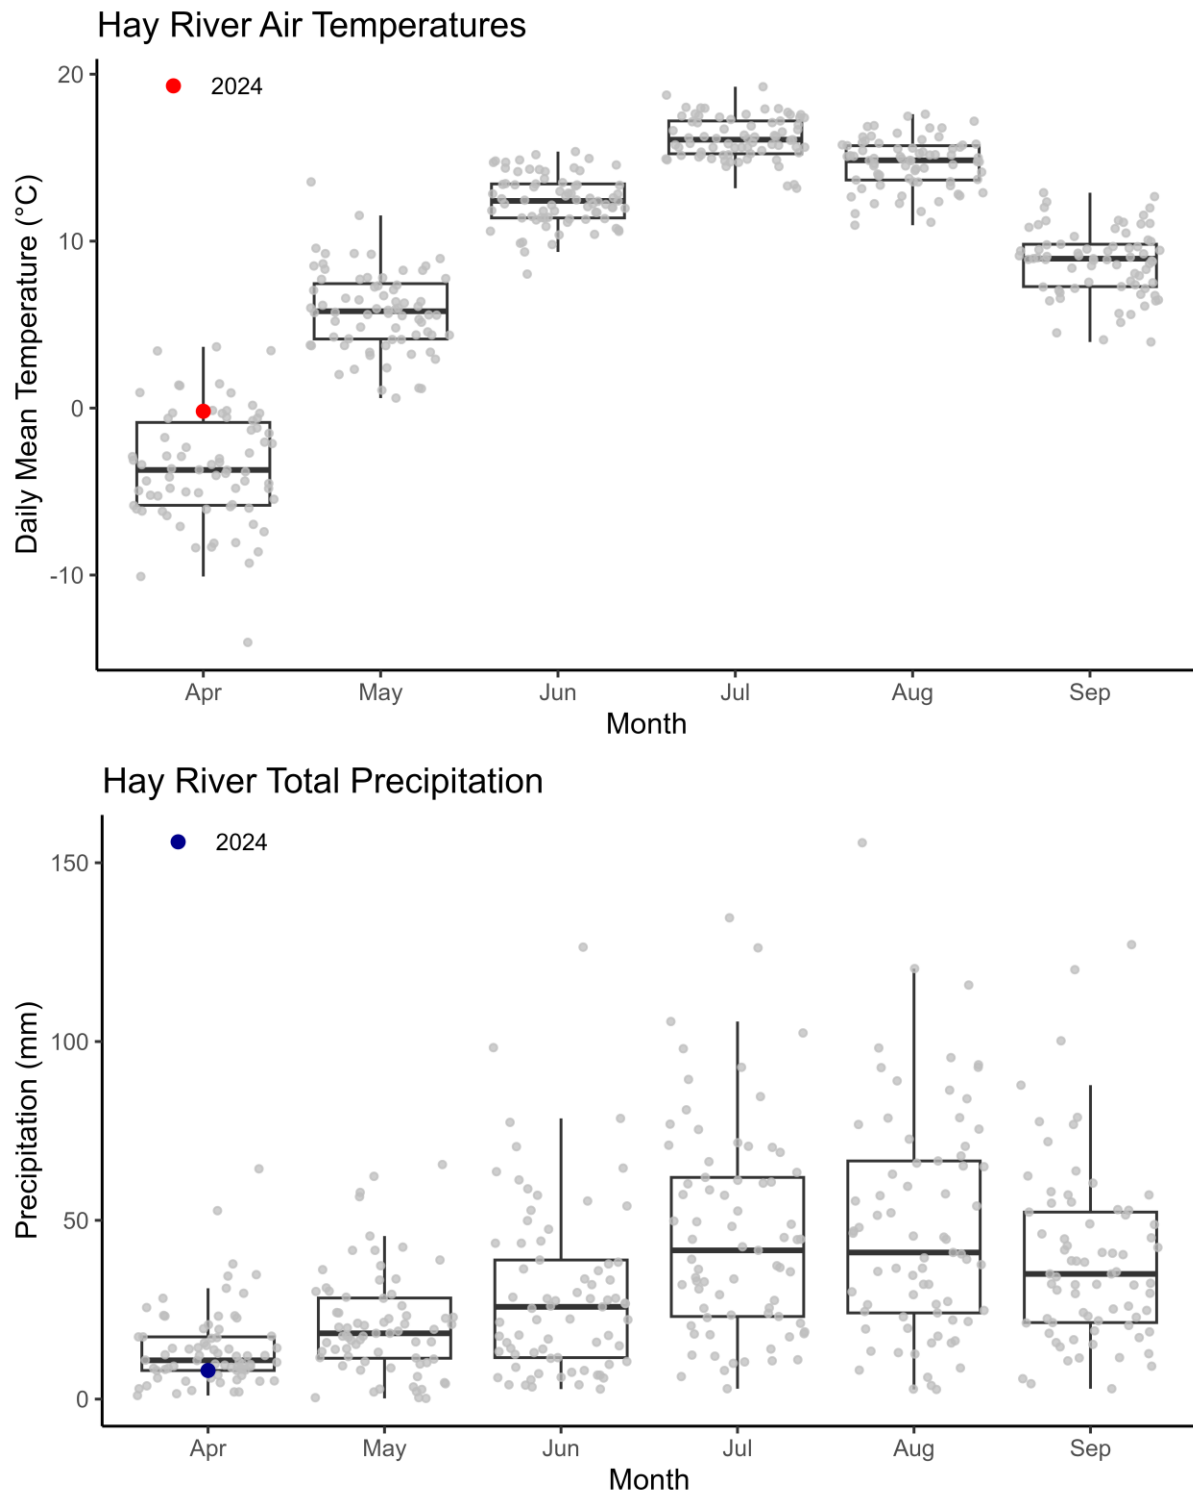 Hay River Air Temperatures
2024
20
10
0
-10
Daily Mean Temperature (°C)
Apr May Jun Jul Aug Sep
Month
Hay River Total Precipitation
2024
150
100
50
0
Precipitation (mm)
Apr May Jun Jul Aug Sep
Month